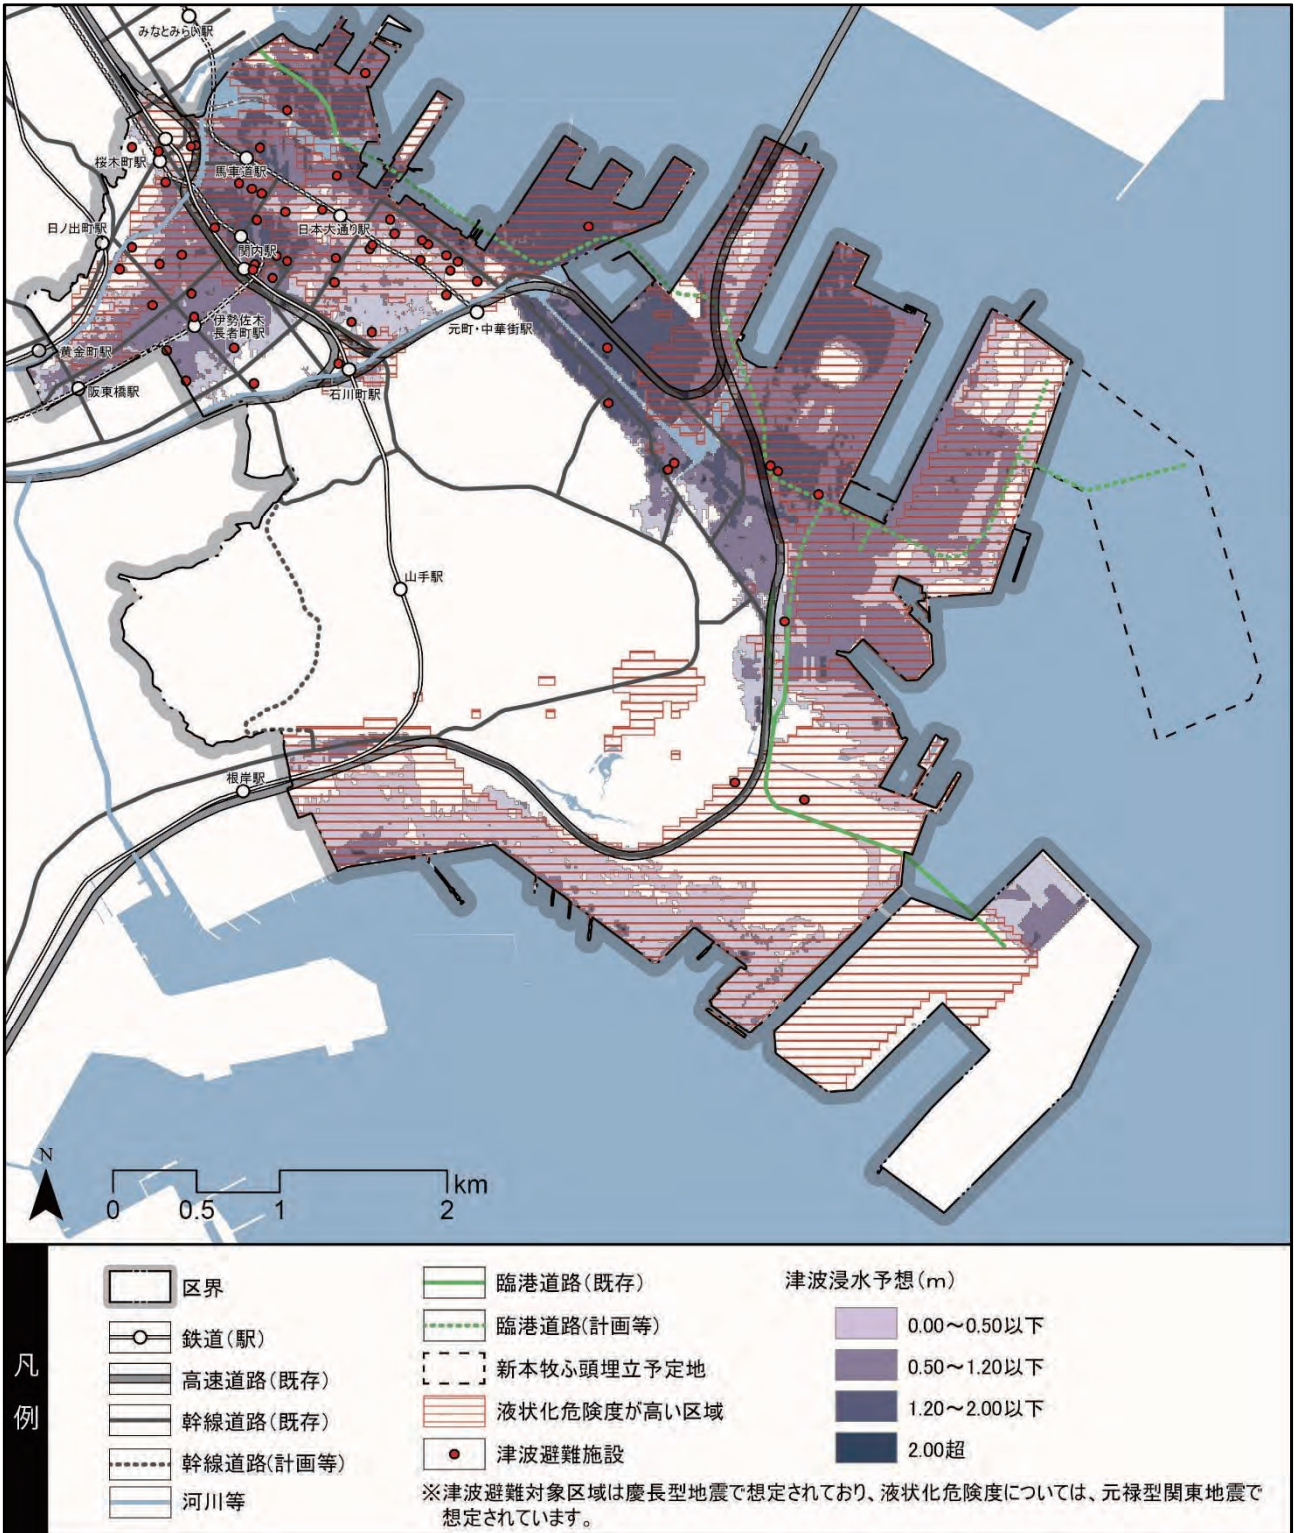 みなとみらい駅
桜木町駅
馬車道駅
日ノ出町駅
日本大通り駅
関内駅
伊勢佐木
長者町駅
元町・中華街駅
黄金町駅
阪東橋駅
石川町駅
山手駅
根岸駅
N
0 0.5 1 2 km
凡例
区界
鉄道(駅)
高速道路(既存)
幹線道路(既存)
幹線道路(計画等)
河川等
臨港道路(既存)
臨港道路(計画等)
新本牧ふ頭埋立予定地
液状化危険度が高い区域
津波避難施設
津波浸水予想(m)
0.00～0.50以下
0.50～1.20以下
1.20～2.00以下
2.00超
※津波避難対象区域は慶長型地震で想定されており、液状化危険度については、元禄型関東地震で
想定されています。